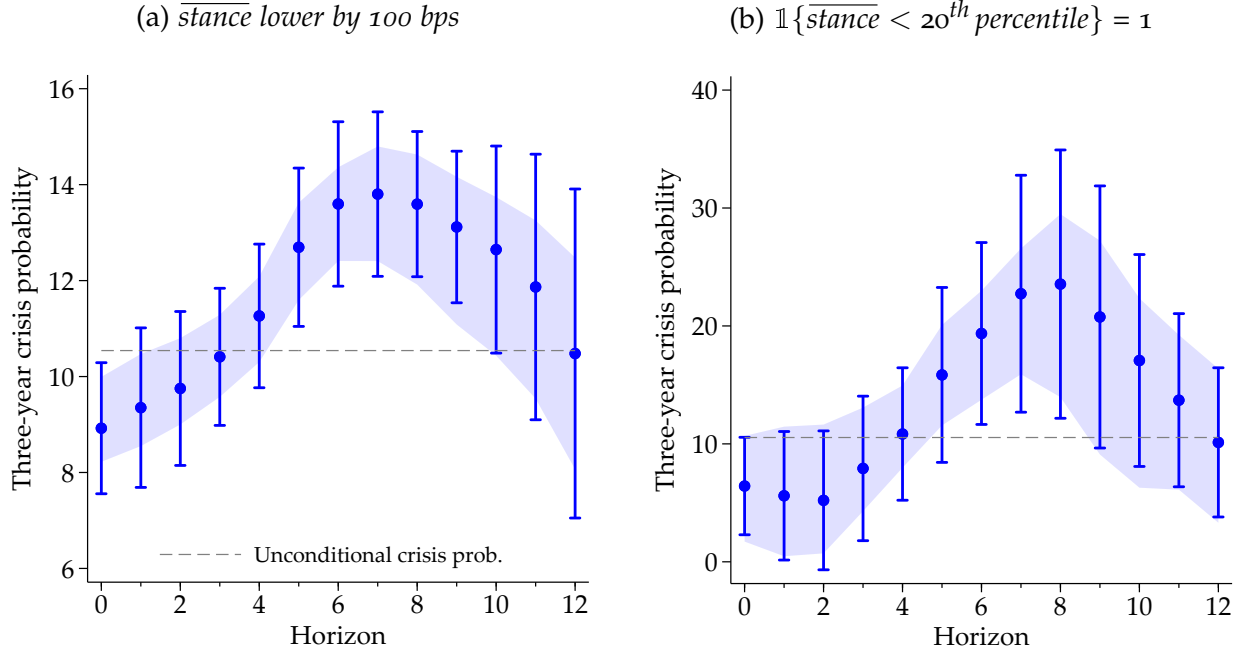 (a) stance lower by 100 bps
(b) 𝟙{stance < 20th percentile} = 1
Three-year crisis probability
16
14
12
10
8
6
Unconditional crisis prob.
0 2 4 6 8 10 12
Horizon
Three-year crisis probability
40
30
20
10
0
0 2 4 6 8 10 12
Horizon